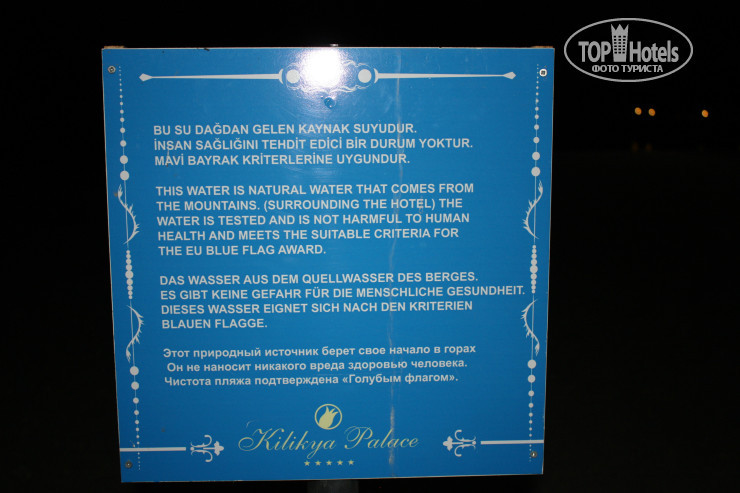 TOP Hotels
ФОТО ТУРИСТА
BU SU DAĞDAN GELEN KAYNAK SUYUDUR.
İNSAN SAĞLIĞINI TEHDİT EDİCİ BİR DURUM YOKTUR.
MAVİ BAYRAK KRİTERLERİNE UYGUNDUR.
THIS WATER IS NATURAL WATER THAT COMES FROM
THE MOUNTAINS. (SURROUNDING THE HOTEL) THE
WATER IS TESTED AND IS NOT HARMFUL TO HUMAN
HEALTH AND MEETS THE SUITABLE CRITERIA FOR
THE EU BLUE FLAG AWARD.
DAS WASSER AUS DEM QUELLWASSER DES BERGES.
ES GIBT KEINE GEFAHR FÜR DIE MENSCHLICHE GESUNDHEIT.
DIESES WASSER EIGNET SICH NACH DEN KRITERIEN
BLAUEN FLAGGE.
Этот природный источник берет свое начало в горах
Он не наносит никакого вреда здоровью человека.
Чистота пляжа подтверждена «Голубым флагом».
Kilikya Palace